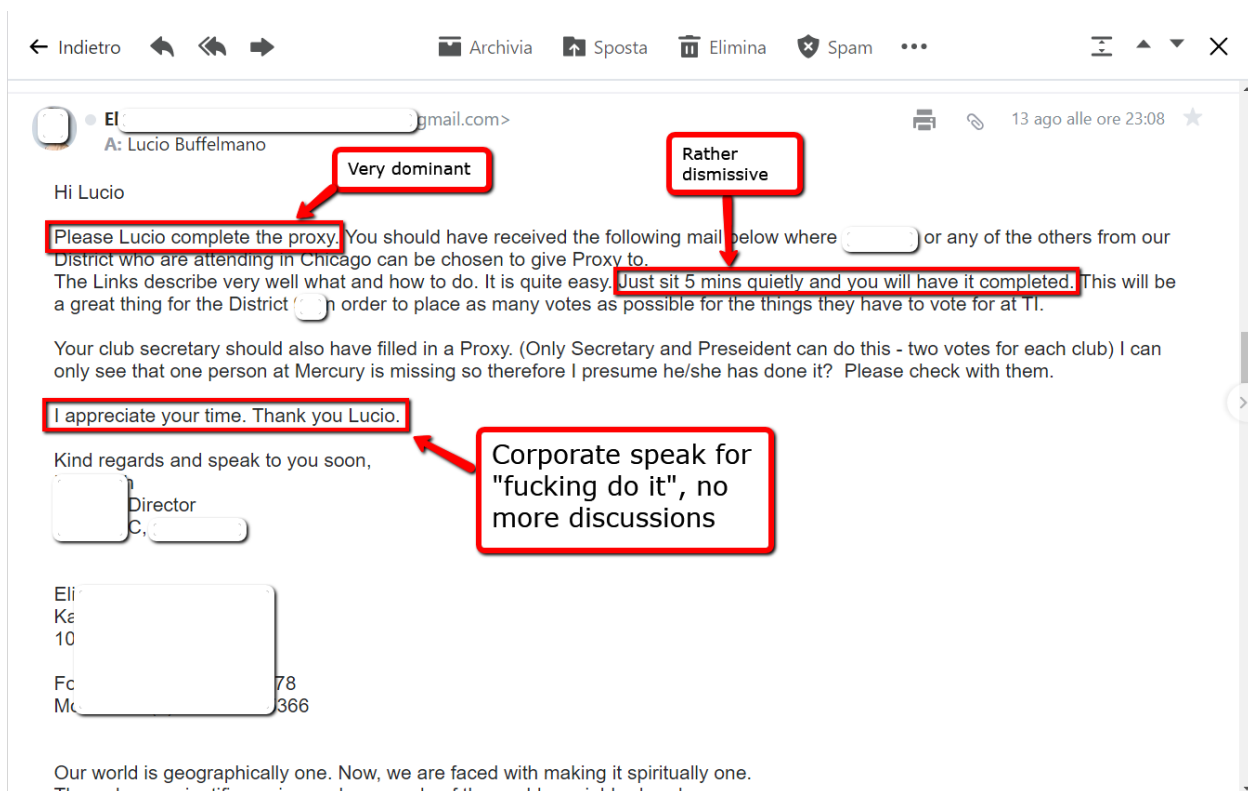 Indietro Archivia Sposta Elimina Spam
El gmail.com> 13 ago alle ore 23:08
A: Lucio Buffelmano
Very dominant
Rather
dismissive
Hi Lucio
Please Lucio complete the proxy. You should have received the following mail below where or any of the others from our
District who are attending in Chicago can be chosen to give Proxy to.
The Links describe very well what and how to do. It is quite easy. Just sit 5 mins quietly and you will have it completed. This will be
a great thing for the District n order to place as many votes as possible for the things they have to vote for at TI.
Your club secretary should also have filled in a Proxy. (Only Secretary and Preseident can do this - two votes for each club) I can
only see that one person at Mercury is missing so therefore I presume he/she has done it? Please check with them.
I appreciate your time. Thank you Lucio.
Corporate speak for
"fucking do it", no
more discussions
Kind regards and speak to you soon,
h
Director
C,
Eli
Ka
10
Fo 78
Mo 366
Our world is geographically one. Now, we are faced with making it spiritually one.